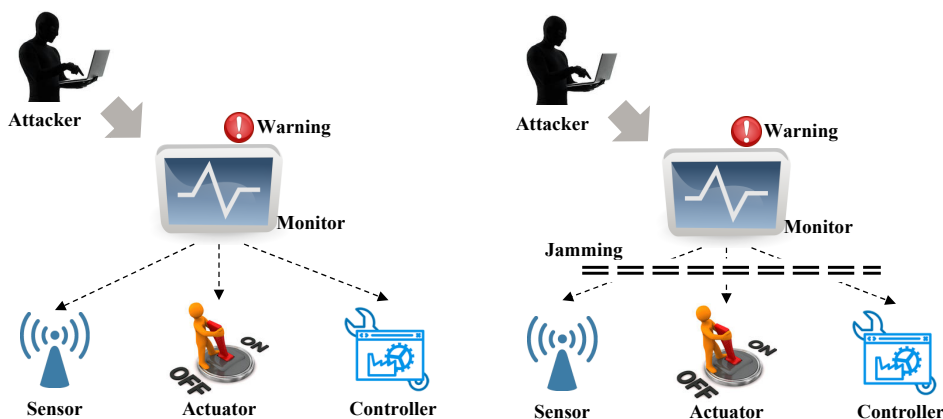 Attacker
Warning
Monitor
OFF
ON
Sensor
Actuator
Controller
Attacker
Warning
Monitor
Jamming
OFF
ON
Sensor
Actuator
Controller